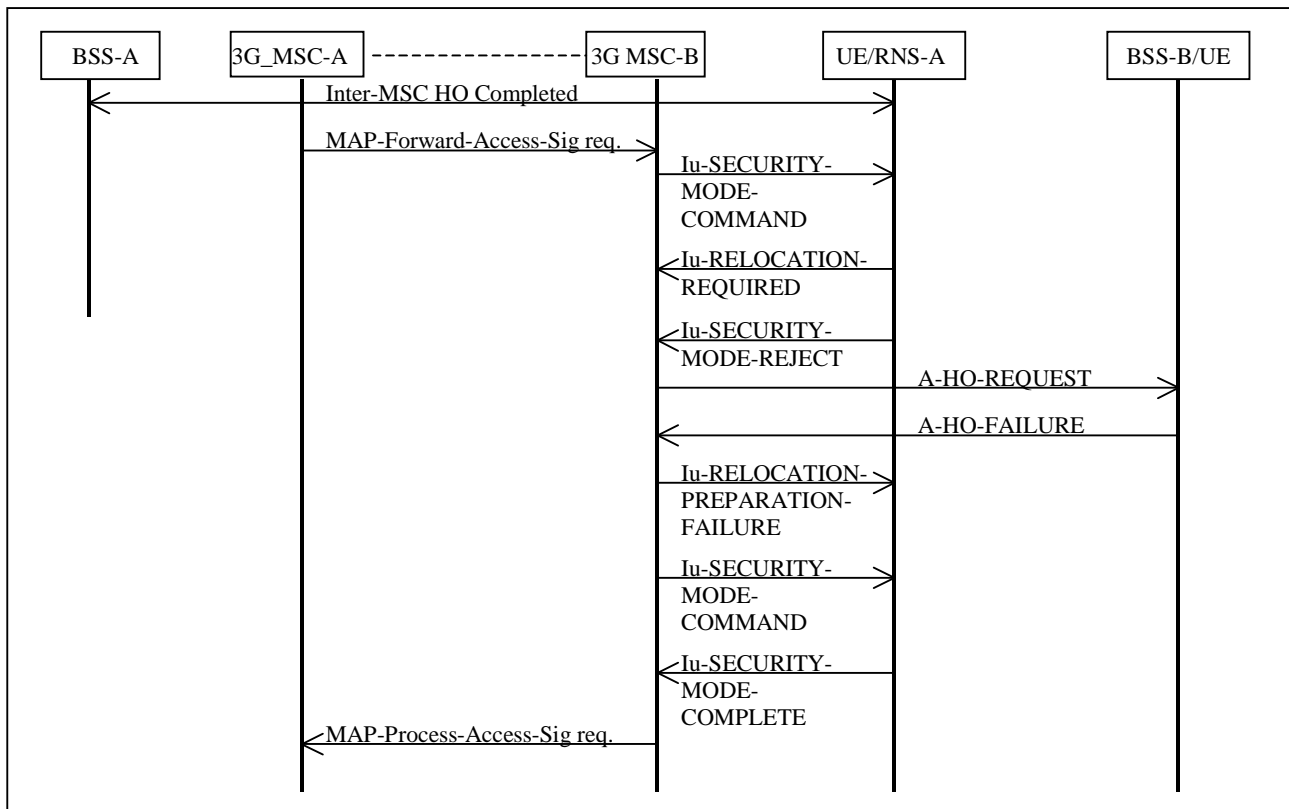 BSS-A
3G_MSC-A
3G MSC-B
UE/RNS-A
BSS-B/UE
Inter-MSC HO Completed
MAP-Forward-Access-Sig req.
Iu-SECURITY-
MODE-
COMMAND
Iu-RELOCATION-
REQUIRED
Iu-SECURITY-
MODE-REJECT
A-HO-REQUEST
A-HO-FAILURE
Iu-RELOCATION-
PREPARATION-
FAILURE
Iu-SECURITY-
MODE-
COMMAND
Iu-SECURITY-
MODE-
COMPLETE
MAP-Process-Access-Sig req.